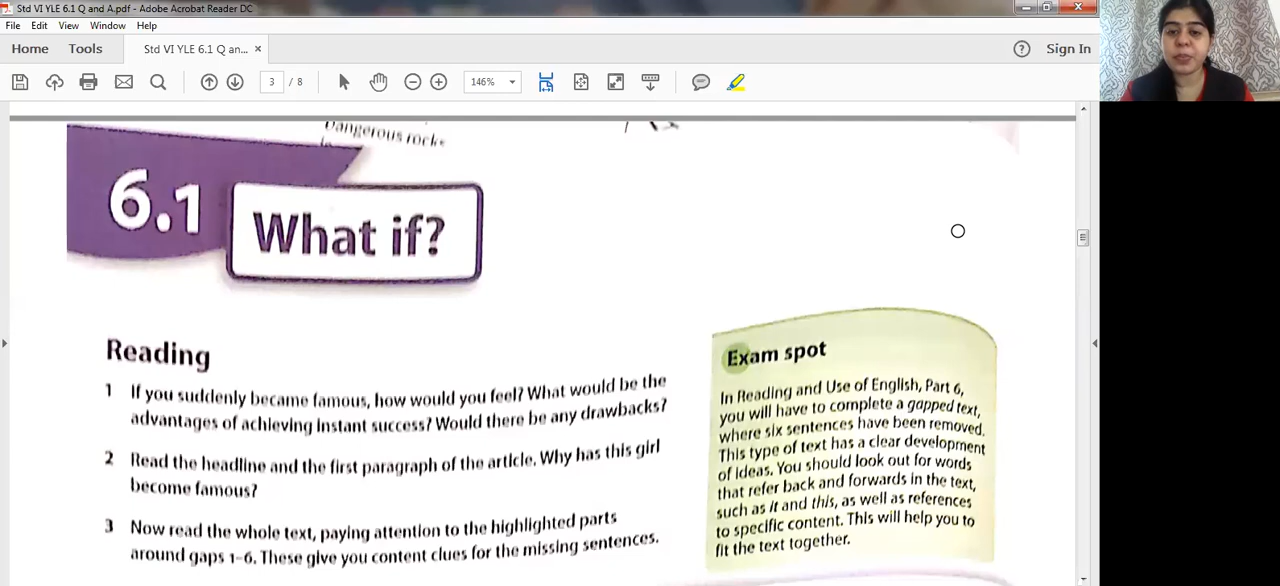 Std VI YLE 6.1 Q and A.pdf - Adobe Acrobat Reader DC
File Edit View Window Help
Home Tools Std VI YLE 6.1 Q an... × Sign In
3 / 8 146%
Dangerous rocks
6.1
What if?
Reading
1 If you suddenly became famous, how would you feel? What would be the
advantages of achieving instant success? Would there be any drawbacks?
2 Read the headline and the first paragraph of the article. Why has this girl
become famous?
3 Now read the whole text, paying attention to the highlighted parts
around gaps 1–6. These give you content clues for the missing sentences.
Exam spot
In Reading and Use of English, Part 6,
you will have to complete a gapped text,
where six sentences have been removed.
This type of text has a clear development
of ideas. You should look out for words
that refer back and forwards in the text,
such as it and this, as well as references
to specific content. This will help you to
fit the text together.